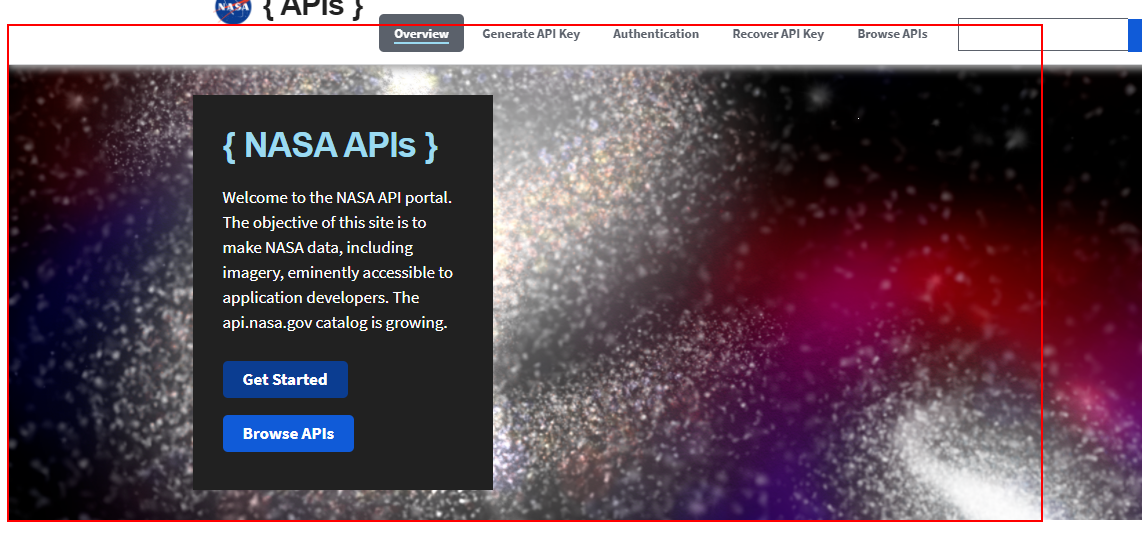 NASA { APIs }
Overview Generate API Key Authentication Recover API Key Browse APIs
{ NASA APIs }
Welcome to the NASA API portal.
The objective of this site is to
make NASA data, including
imagery, eminently accessible to
application developers. The
api.nasa.gov catalog is growing.
Get Started
Browse APIs